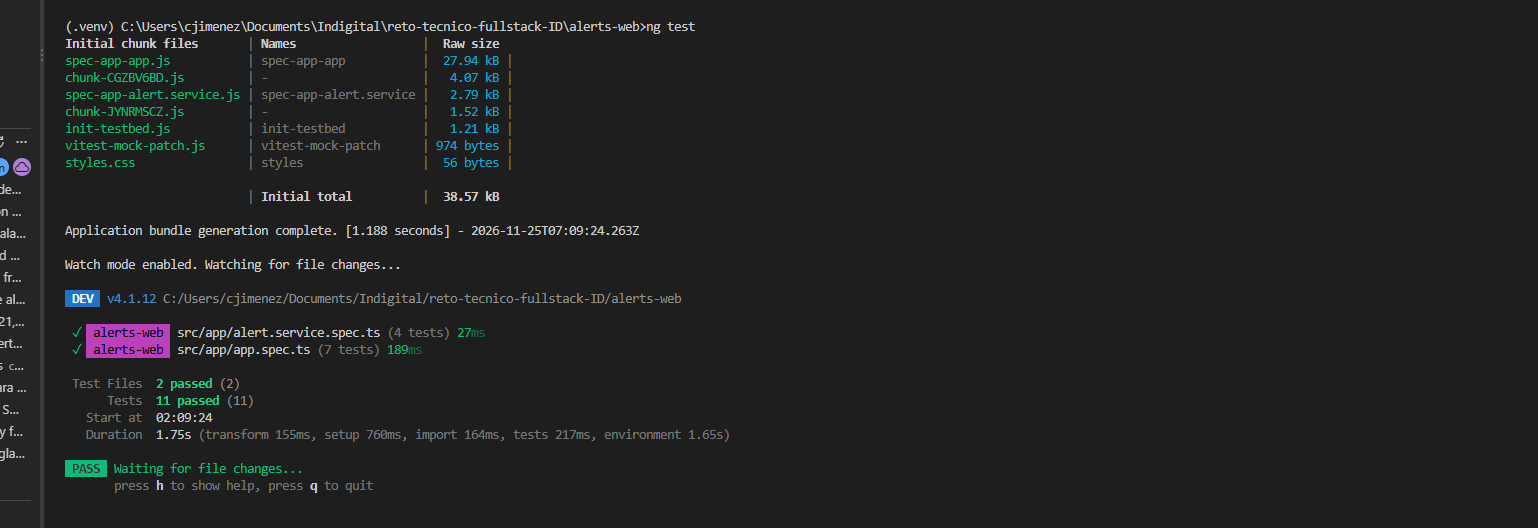 (.venv) C:\Users\cjimenez\Documents\Indigital\reto-tecnico-fullstack-ID\alerts-web>ng test
Initial chunk files | Names | Raw size
spec-app-app.js | spec-app-app | 27.94 kB |
chunk-CGZBV6BD.js | - | 4.07 kB |
spec-app-alert.service.js | spec-app-alert.service | 2.79 kB |
chunk-JYNRMSCZ.js | - | 1.52 kB |
init-testbed.js | init-testbed | 1.21 kB |
vitest-mock-patch.js | vitest-mock-patch | 974 bytes |
styles.css | styles | 56 bytes |
| Initial total | 38.57 kB
Application bundle generation complete. [1.188 seconds] - 2026-11-25T07:09:24.263Z
Watch mode enabled. Watching for file changes...
DEV v4.1.12 C:/Users/cjimenez/Documents/Indigital/reto-tecnico-fullstack-ID/alerts-web
✓ alerts-web src/app/alert.service.spec.ts (4 tests) 27ms
✓ alerts-web src/app/app.spec.ts (7 tests) 189ms
Test Files 2 passed (2)
Tests 11 passed (11)
Start at 02:09:24
Duration 1.75s (transform 155ms, setup 760ms, import 164ms, tests 217ms, environment 1.65s)
PASS Waiting for file changes...
press h to show help, press q to quit
...
de...
on ...
ala...
d ...
fr...
e al...
21,...
ert...
s c...
ara ...
S...
y f...
gla...